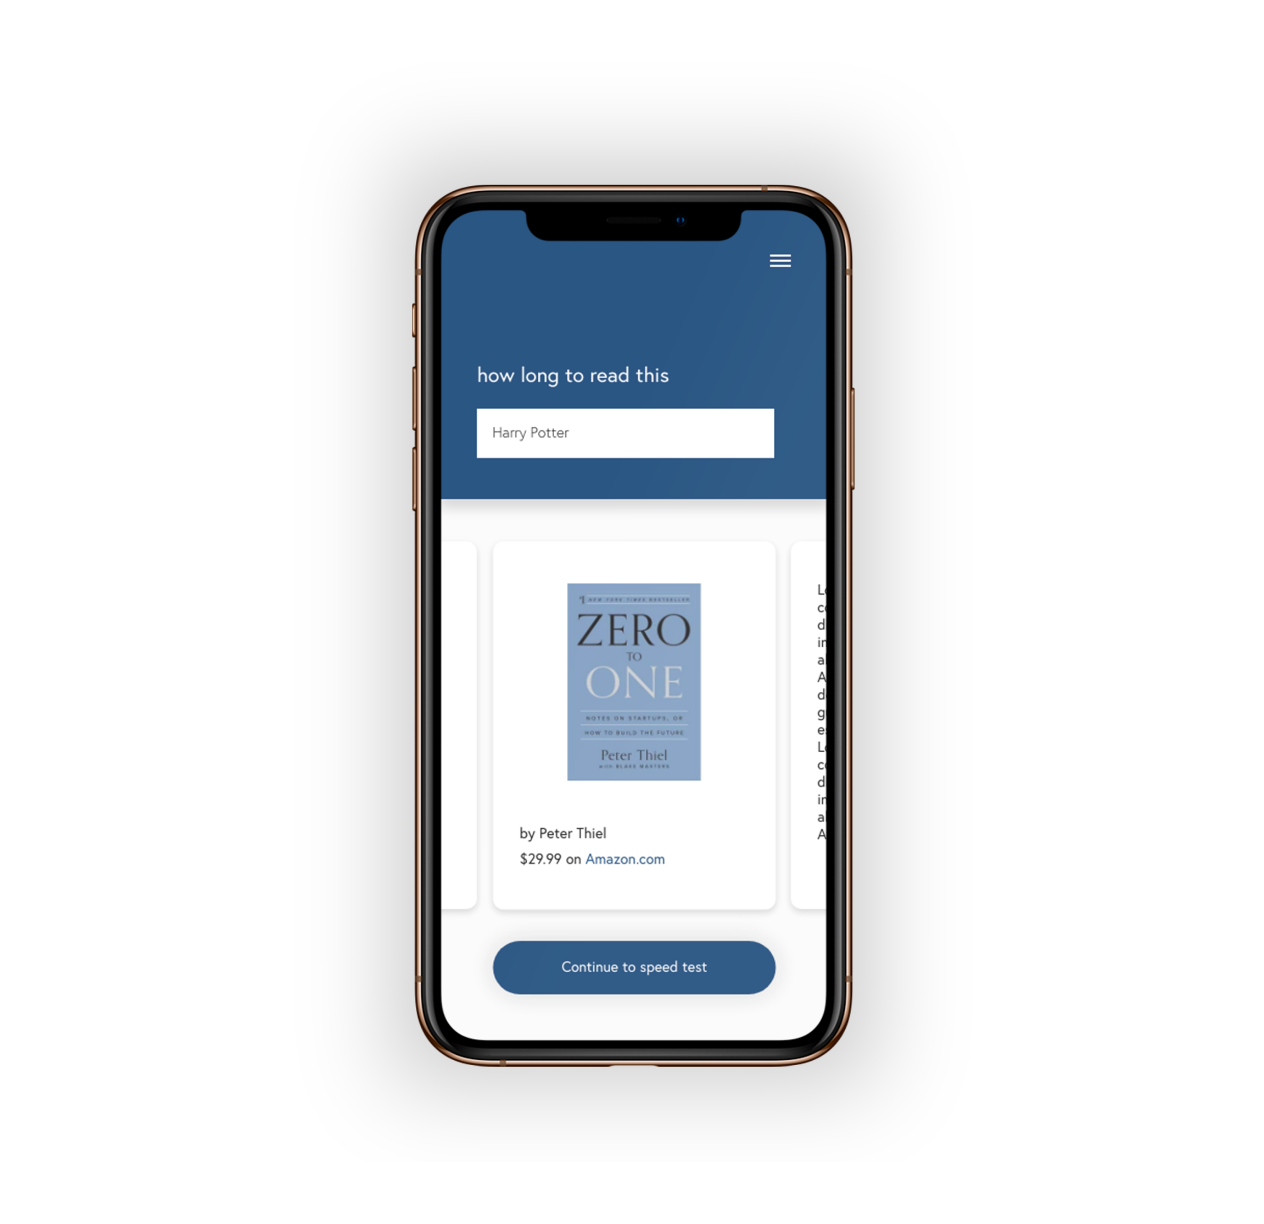 how long to read this
Harry Potter
#1 NEW YORK TIMES BESTSELLER
ZERO
TO
ONE
NOTES ON STARTUPS, OR
HOW TO BUILD THE FUTURE
Peter Thiel
with BLAKE MASTERS
by Peter Thiel
$29.99 on Amazon.com
Continue to speed test